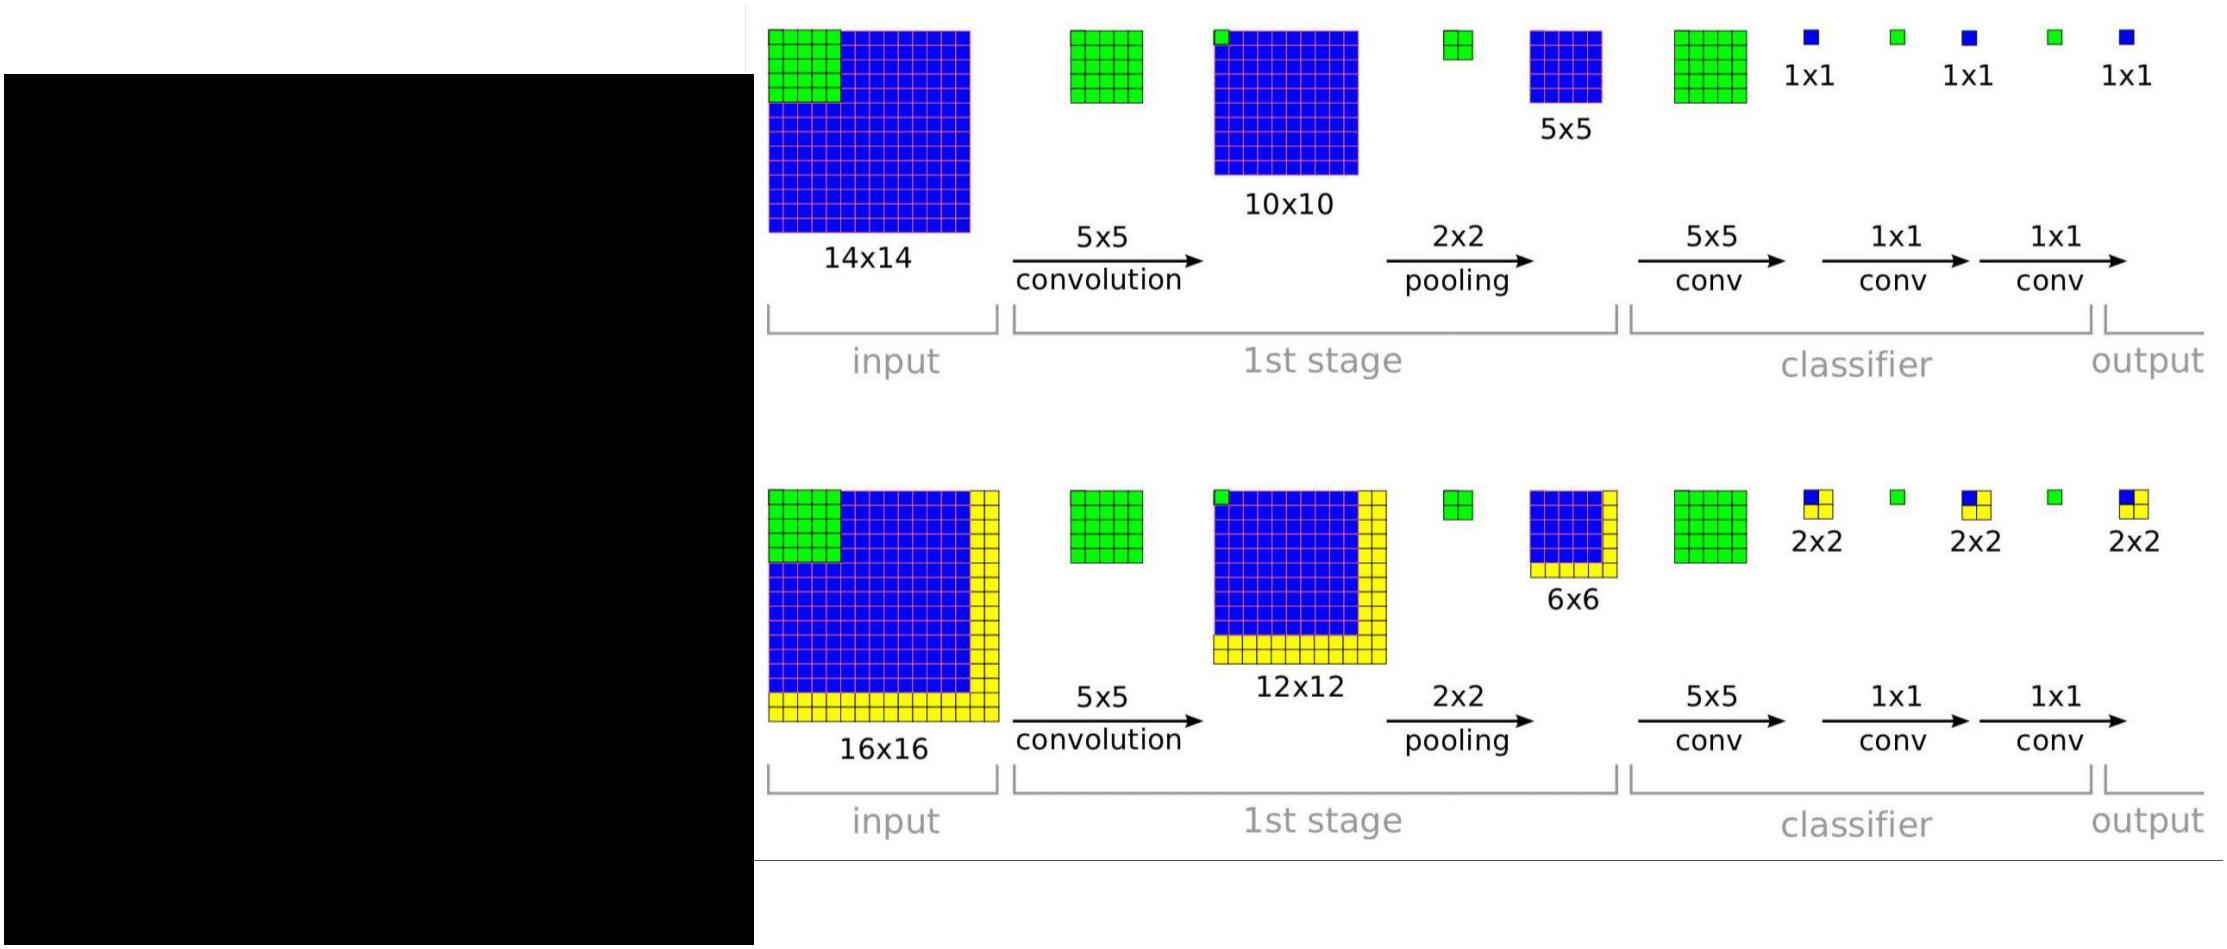 1x1 1x1 1x1
5x5
10x10
5x5 2x2 5x5 1x1 1x1
14x14
convolution pooling conv conv conv
input 1st stage classifier output
2x2 2x2 2x2
6x6
12x12
5x5 2x2 5x5 1x1 1x1
convolution pooling conv conv conv
16x16
input 1st stage classifier output